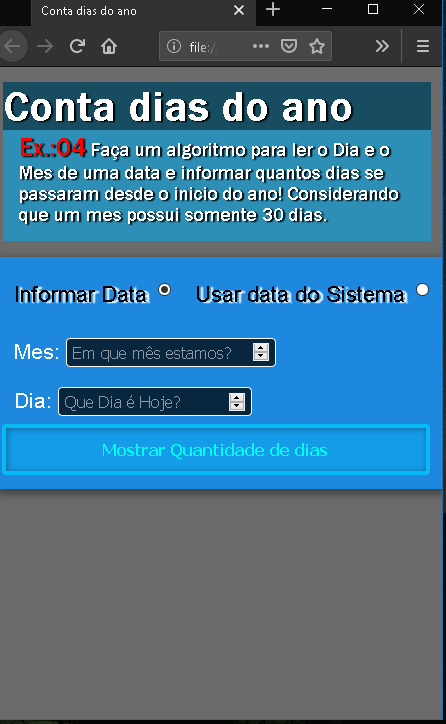 Conta dias do ano
file:/
Conta dias do ano
Ex.:04 Faça um algoritmo para ler o Dia e o
Mes de uma data e informar quantos dias se
passaram desde o inicio do ano! Considerando
que um mes possui somente 30 dias.
Informar Data Usar data do Sistema
Mes: Em que mês estamos?
Dia: Que Dia é Hoje?
Mostrar Quantidade de dias